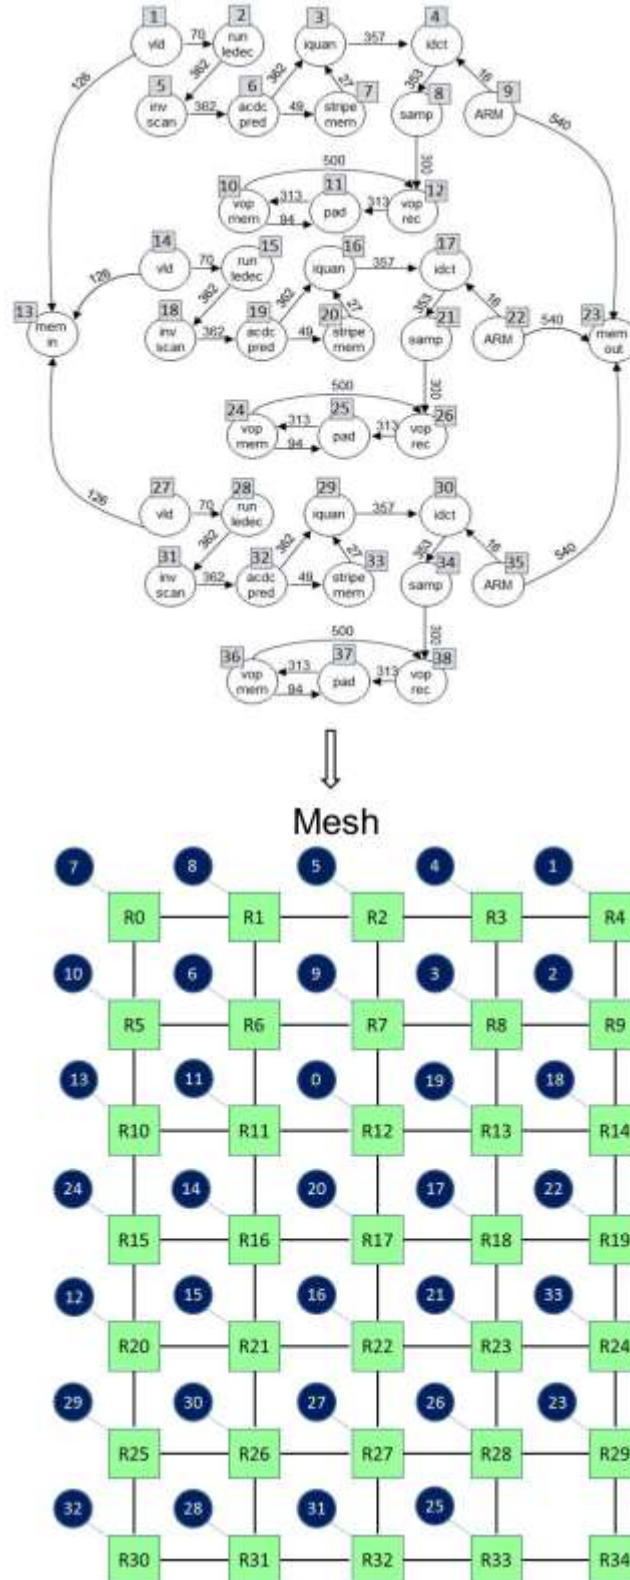 1 2 3 4
vld 70 run ledec iquan 357 idct
126 362 362 27 353 16 540
5 6 7 8 9
inv scan 362 acdc pred 49 stripe mem samp ARM
500 300
10 11 12
vop mem 313 94 pad 313 vop rec
14 15 16 17
126 vld 70 run ledec iquan 357 idct
362 362 27 353 16
13 18 19 20 21 22 23
mem in inv scan 362 acdc pred 49 stripe mem samp ARM 540 mem out
500 300
24 25 26
vop mem 313 94 pad 313 vop rec
27 28 29 30
126 vld 70 run ledec iquan 357 idct
362 362 27 353 16 540
31 32 33 34 35
inv scan 362 acdc pred 49 stripe mem samp ARM
500 300
36 37 38
vop mem 313 94 pad 313 vop rec
Mesh
7 8 5 4 1
R0 R1 R2 R3 R4
10 6 9 3 2
R5 R6 R7 R8 R9
13 11 0 19 18
R10 R11 R12 R13 R14
24 14 20 17 22
R15 R16 R17 R18 R19
12 15 16 21 33
R20 R21 R22 R23 R24
29 30 27 26 23
R25 R26 R27 R28 R29
32 28 31 25
R30 R31 R32 R33 R34